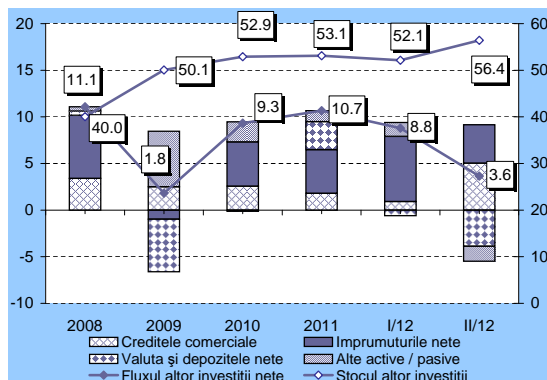 20 60
52.9 53.1 52.1
15 50
11.1 50.1 56.4
10 40
40.0 1.8 9.3 10.7 8.8
5 30
3.6
0 20
-5 10
-10 0
2008 2009 2010 2011 I/12 II/12
Creditele comerciale Imprumuturile nete
Valuta şi depozitele nete Alte active / pasive
Fluxul altor investitii nete Stocul altor investitii